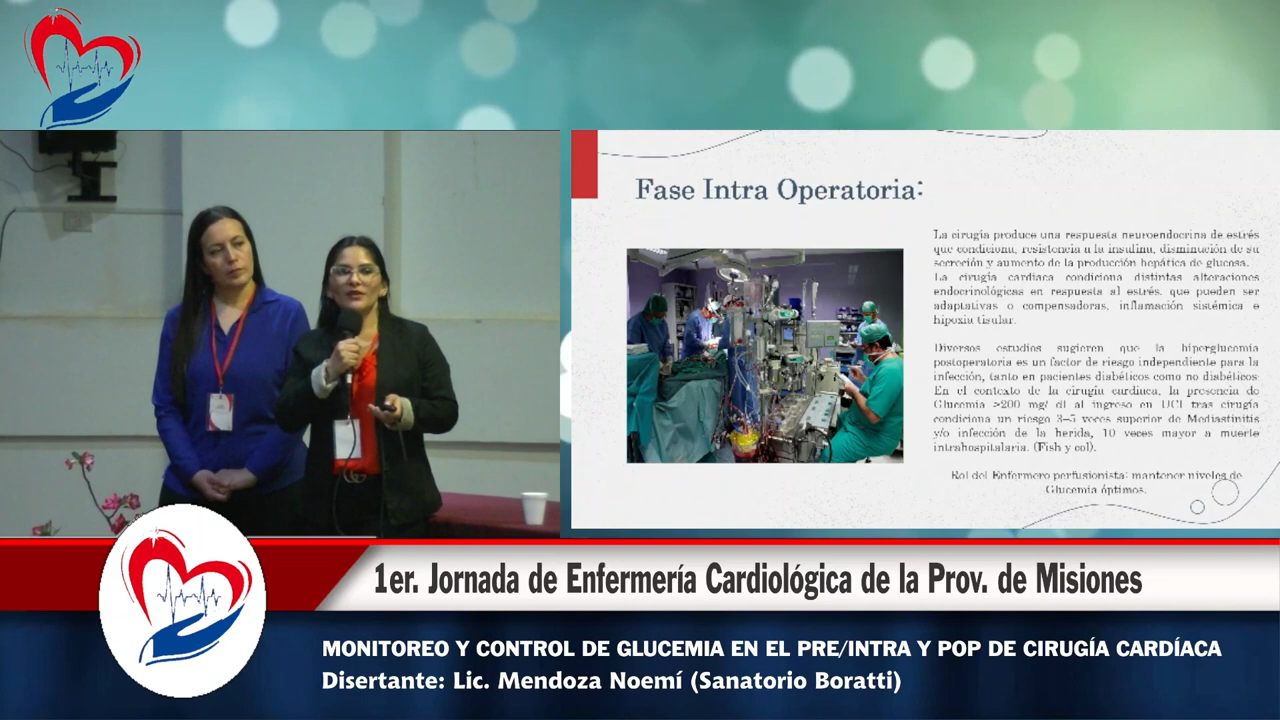 Fase Intra Operatoria:
La cirugía produce una respuesta neuroendocrina de estrés
que condiciona, resistencia a la insulina, disminución de su
secreción y aumento de la producción hepática de glucosa.
La cirugía cardiaca condiciona distintas alteraciones
endocrinológicas en respuesta al estrés, que pueden ser
adaptativas o compensadoras, inflamación sistémica e
hipoxia tisular.
Diversos estudios sugieren que la hiperglucemia
postoperatoria es un factor de riesgo independiente para la
infección, tanto en pacientes diabéticos como no diabéticos.
En el contexto de la cirugía cardíaca, la presencia de
Glucemia >200 mg/ dl al ingreso en UCI tras cirugía
condiciona un riesgo 3–5 veces superior de Mediastinitis
y/o infección de la herida, 10 veces mayor a muerte
intrahospitalaria. (Fish y col).
Rol del Enfermero perfusionista: mantener niveles de
Glucemia óptimos.
1er. Jornada de Enfermería Cardiológica de la Prov. de Misiones
MONITOREO Y CONTROL DE GLUCEMIA EN EL PRE/INTRA Y POP DE CIRUGÍA CARDÍACA
Disertante: Lic. Mendoza Noemí (Sanatorio Boratti)